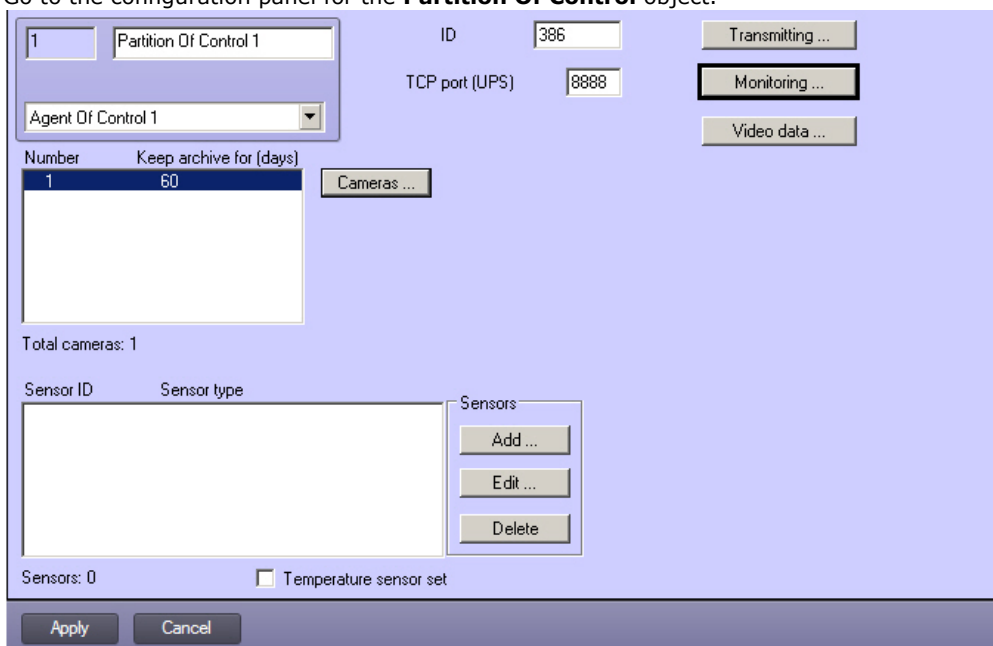 Go to the configuration panel for the Partition Of Control object.
1 Partition Of Control 1 ID 386 Transmitting ...
TCP port (UPS) 8888 Monitoring ...
Agent Of Control 1 Video data ...
Number Keep archive for (days)
1 60 Cameras ...
Total cameras: 1
Sensor ID Sensor type
Sensors
Add ...
Edit ...
Delete
Sensors: 0 Temperature sensor set
Apply Cancel